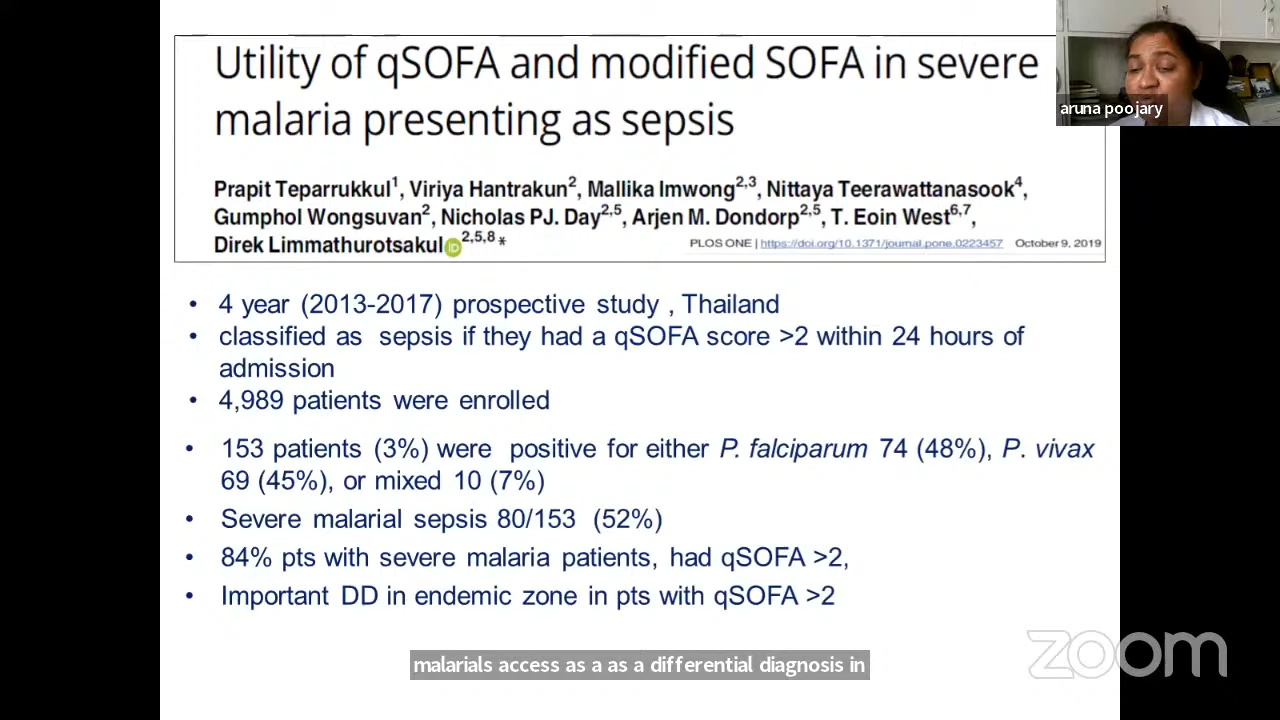 Utility of qSOFA and modified SOFA in severe
malaria presenting as sepsis
aruna poojary
Prapit Teparrukkul1, Viriya Hantrakun2, Mallika Imwong2,3, Nittaya Teerawattanasook4,
Gumphol Wongsuvan2, Nicholas PJ. Day2,5, Arjen M. Dondorp2,5, T. Eoin West6,7,
Direk Limmathurotsakul iD 2,5,8 *
PLOS ONE | https://doi.org/10.1371/journal.pone.0223457 October 9, 2019
• 4 year (2013-2017) prospective study , Thailand
• classified as sepsis if they had a qSOFA score >2 within 24 hours of
admission
• 4,989 patients were enrolled
• 153 patients (3%) were positive for either P. falciparum 74 (48%), P. vivax
69 (45%), or mixed 10 (7%)
• Severe malarial sepsis 80/153 (52%)
• 84% pts with severe malaria patients, had qSOFA >2,
• Important DD in endemic zone in pts with qSOFA >2
malarials access as a as a differential diagnosis in
zoom